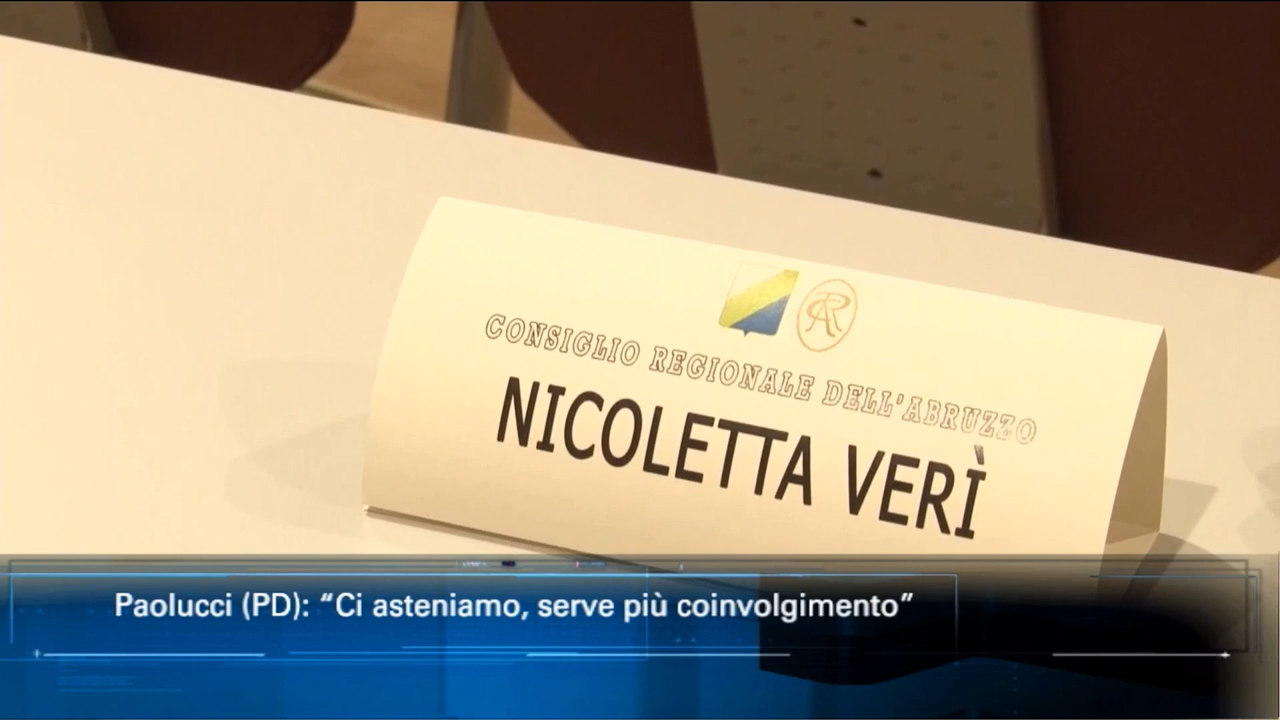 CONSIGLIO REGIONALE DELL'ABRUZZO
NICOLETTA VERÌ
Paolucci (PD): “Ci asteniamo, serve più coinvolgimento”